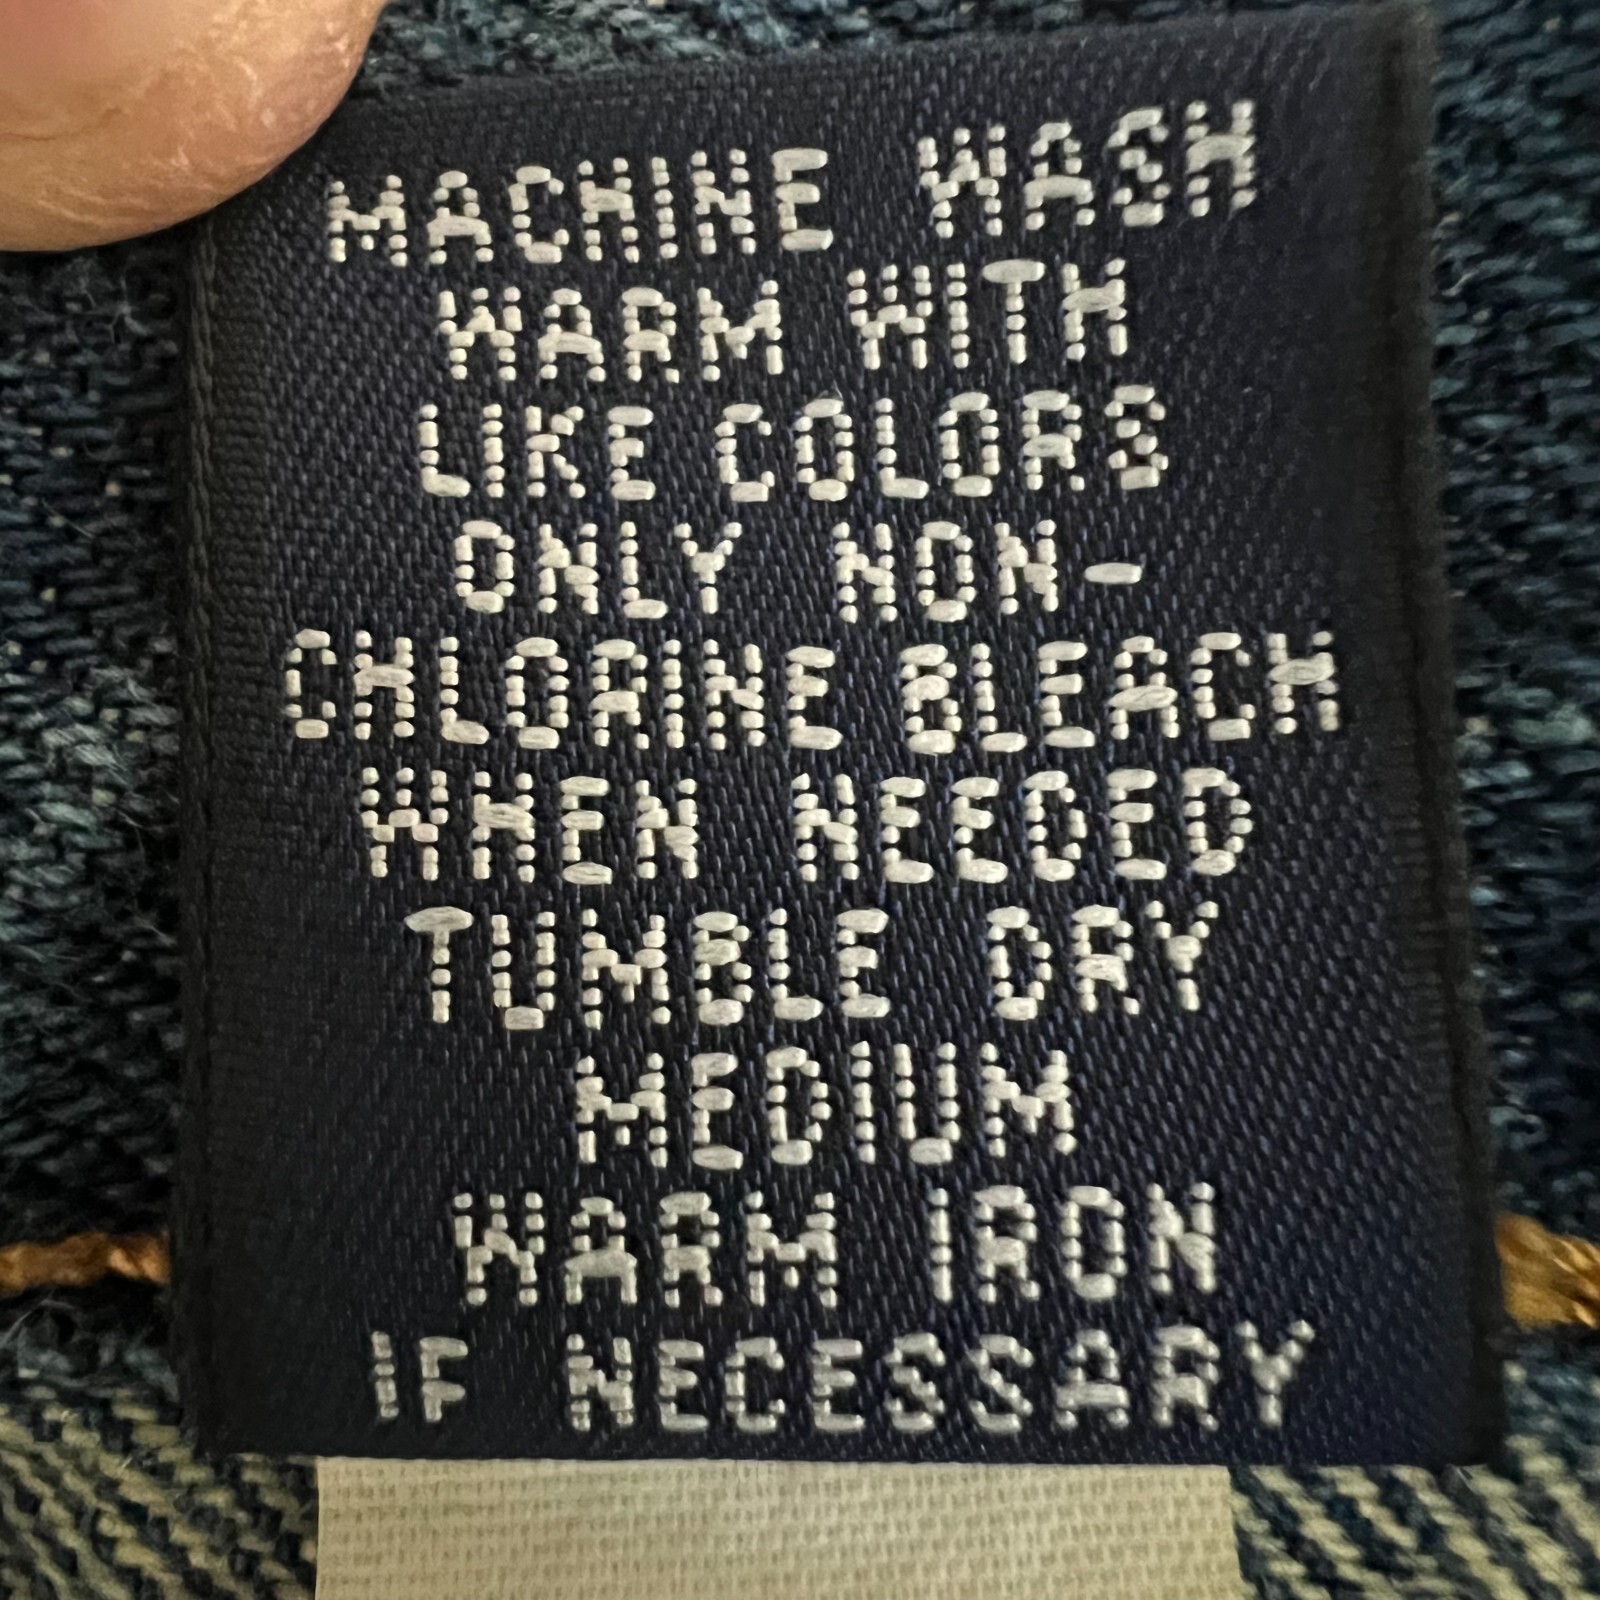 MACHINE WASH
WARM WITH
LIKE COLORS
ONLY NON-
CHLORINE BLEACH
WHEN NEEDED
TUMBLE DRY
MEDIUM
WARM IRON
IF NECESSARY